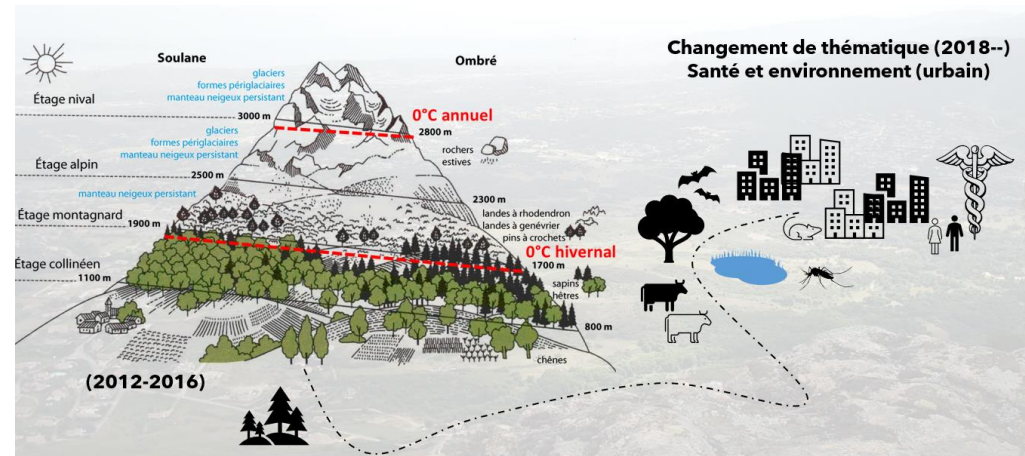 Changement de thématique (2018--)
Santé et environnement (urbain)
Soulane
Ombré
glaciers
formes périglaciaires
manteau neigeux persistant
Étage nival
3000 m
0°C annuel
2800 m
glaciers
formes périglaciaires
manteau neigeux persistant
rochers
estives
Étage alpin
2500 m
manteau neigeux persistant
2300 m
Étage montagnard
1900 m
landes à rhodendron
landes à genévrier
pins à crochets
0°C hivernal
1700 m
Étage collinéen
1100 m
sapins
hêtres
800 m
chênes
(2012-2016)